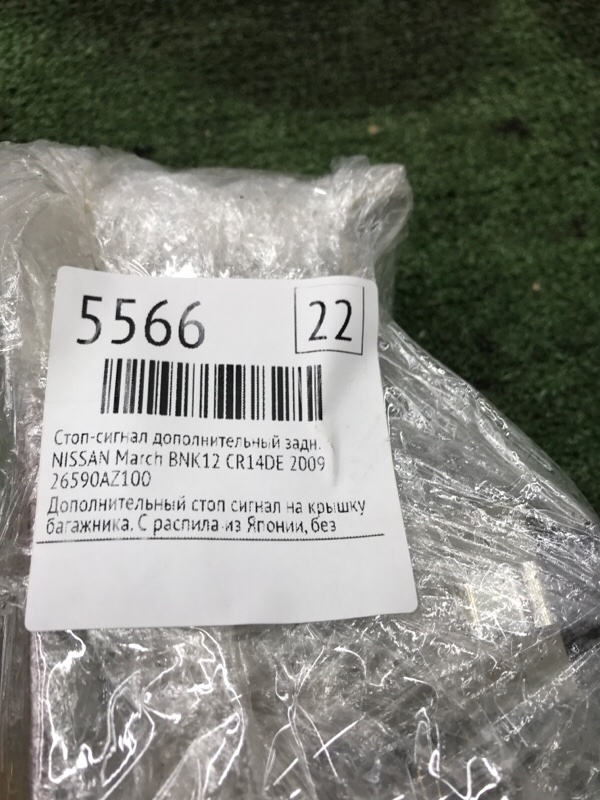 5566
22
Стоп-сигнал дополнительный задн.
NISSAN March BNK12 CR14DE 2009
26590AZ100
Дополнительный стоп сигнал на крышку
багажника. С распила из Японии, без